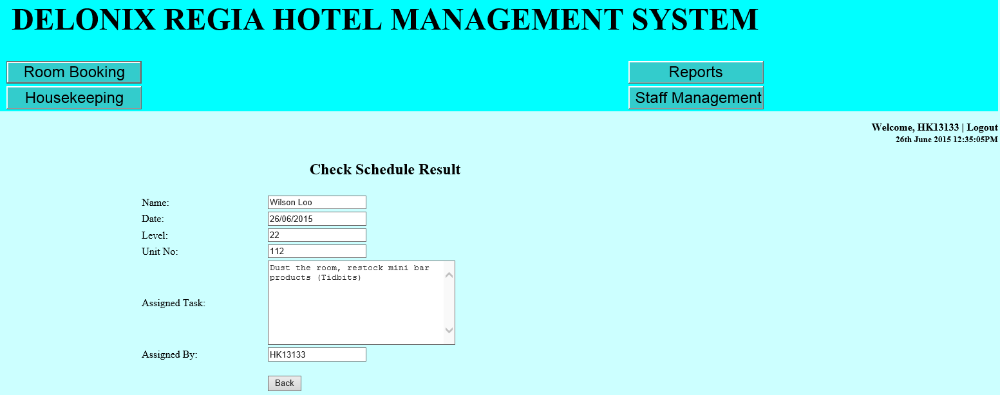 DELONIX REGIA HOTEL MANAGEMENT SYSTEM
Room Booking
Reports
Housekeeping
Staff Management
Welcome, HK13133 | Logout
26th June 2015 12:35:05PM
Check Schedule Result
Name: Wilson Loo
Date: 26/06/2015
Level: 22
Unit No: 112
Dust the room, restock mini bar
products (Tidbits)
Assigned Task:
Assigned By: HK13133
Back